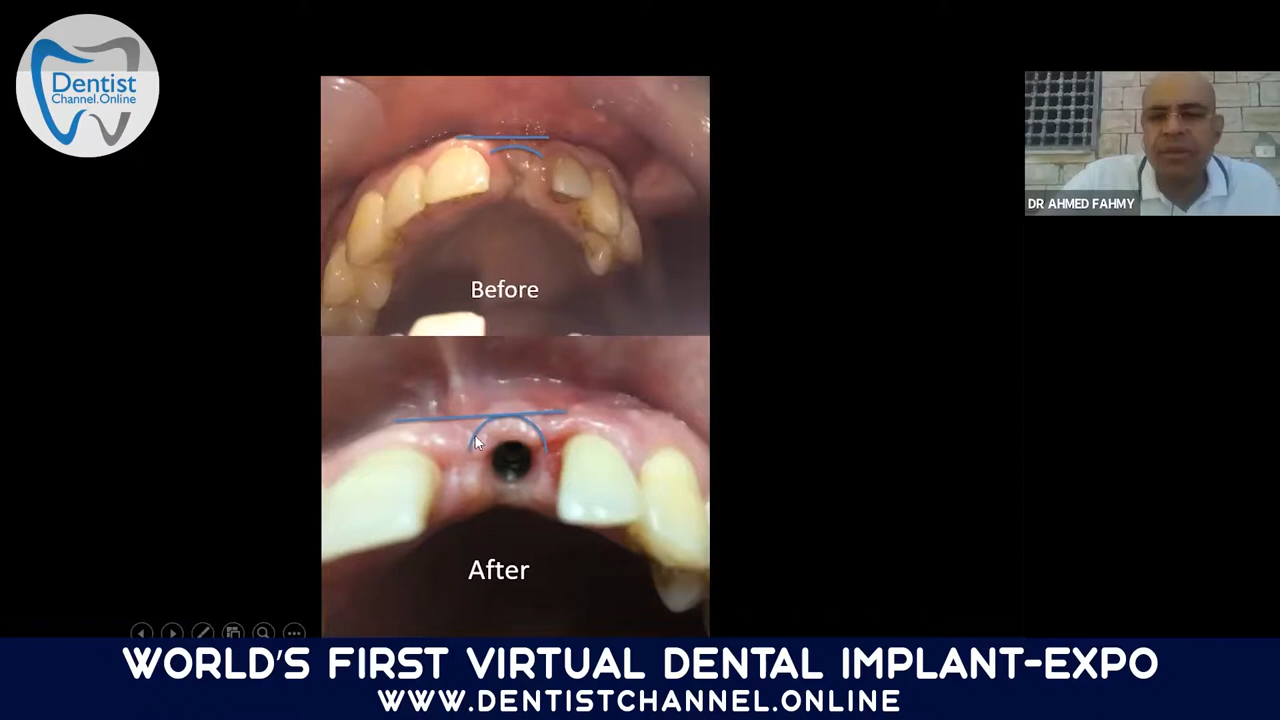 Dentist
Channel.Online
DR AHMED FAHMY
Before
After
WORLD'S FIRST VIRTUAL DENTAL IMPLANT-EXPO
WWW.DENTISTCHANNEL.ONLINE